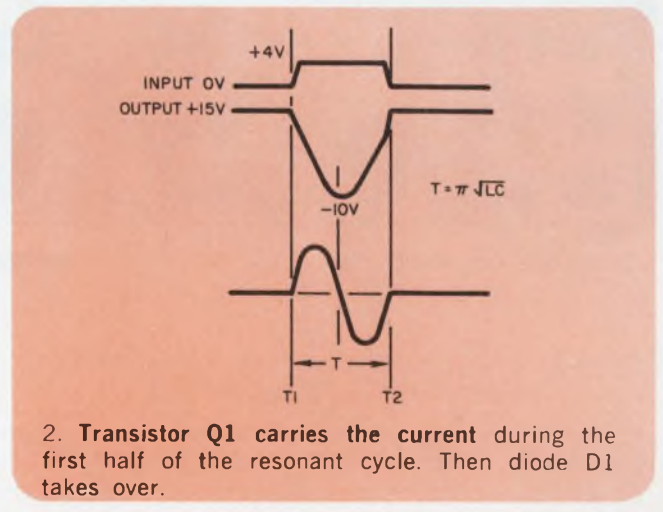 +4V
INPUT 0V
OUTPUT +15V
T = π √LC
-10V
T
T1
T2
2. Transistor Q1 carries the current during the
first half of the resonant cycle. Then diode D1
takes over.